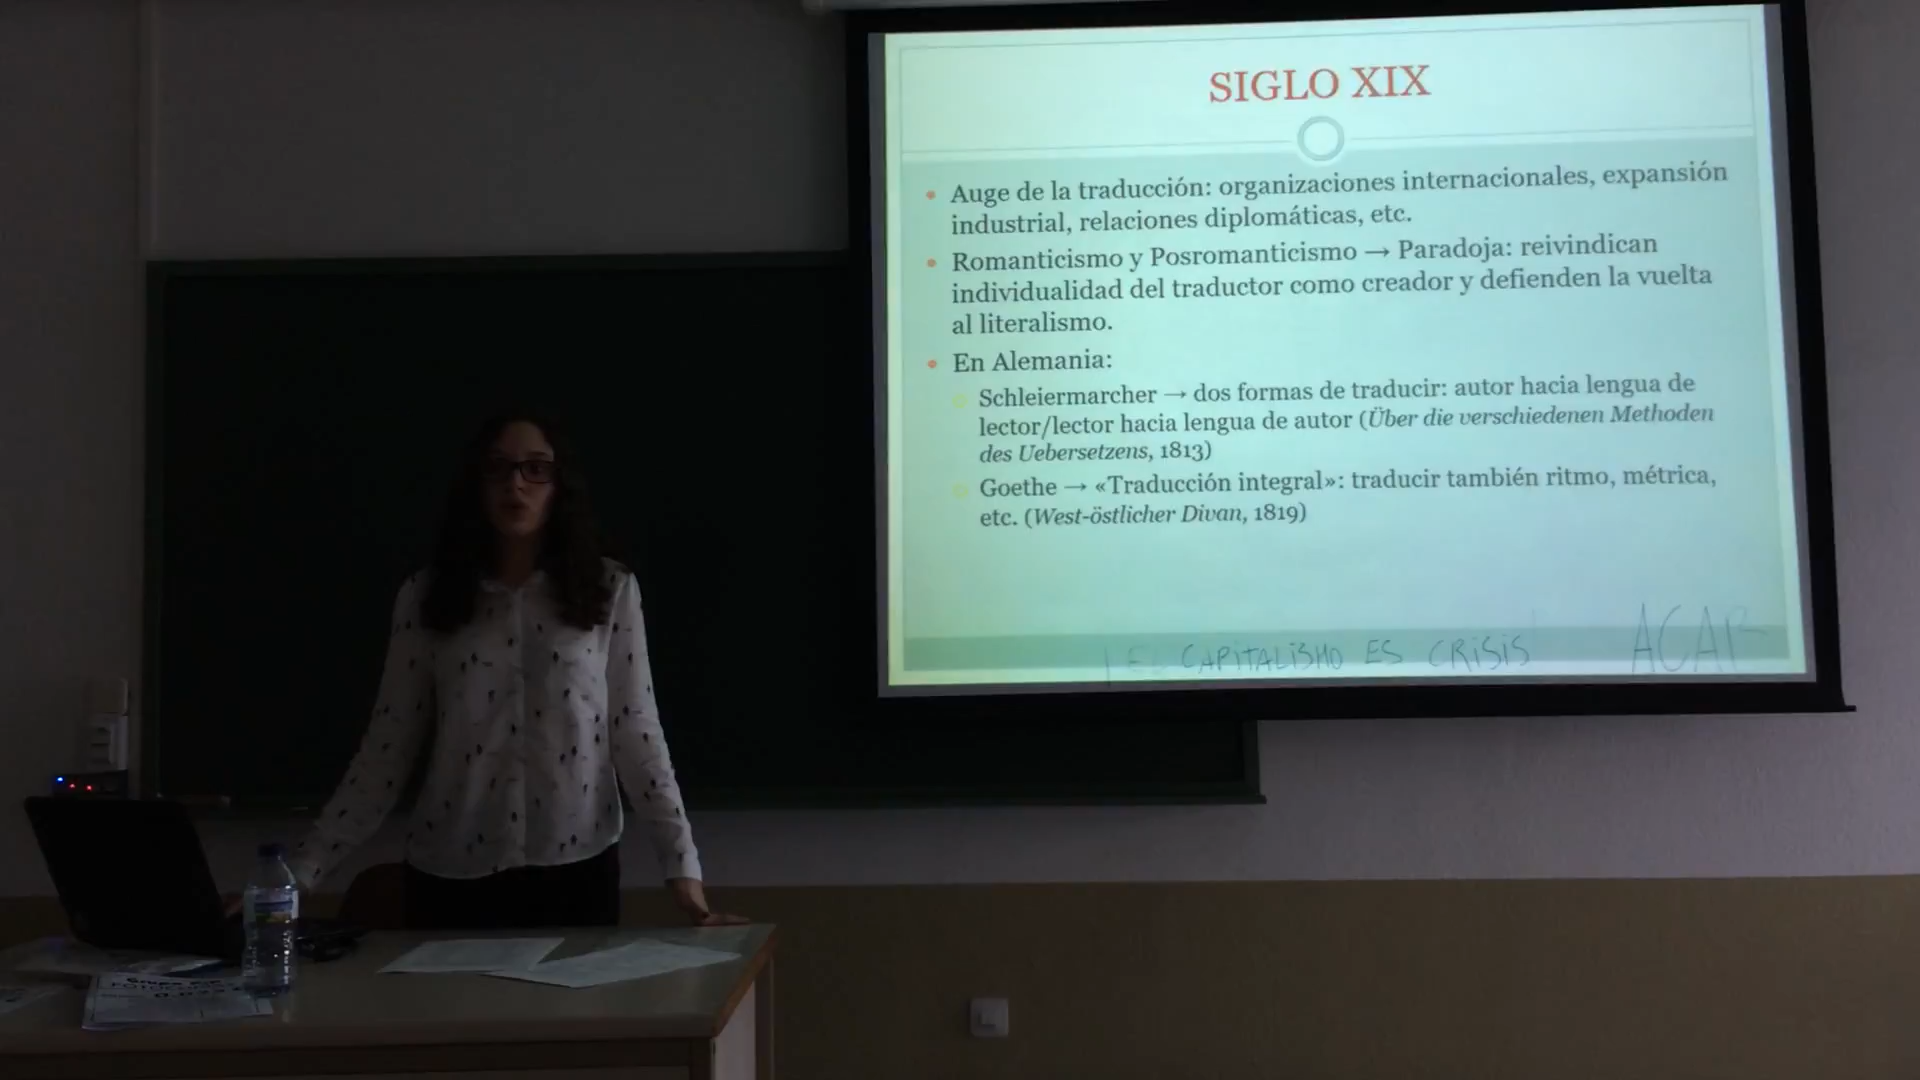 SIGLO XIX
• Auge de la traducción: organizaciones internacionales, expansión
industrial, relaciones diplomáticas, etc.
• Romanticismo y Posromanticismo → Paradoja: reivindican
individualidad del traductor como creador y defienden la vuelta
al literalismo.
• En Alemania:
Schleiermarcher → dos formas de traducir: autor hacia lengua de
lector/lector hacia lengua de autor (Über die verschiedenen Methoden
des Uebersetzens, 1813)
Goethe → «Traducción integral»: traducir también ritmo, métrica,
etc. (West-östlicher Divan, 1819)
EL CAPITALISMO ES CRISIS